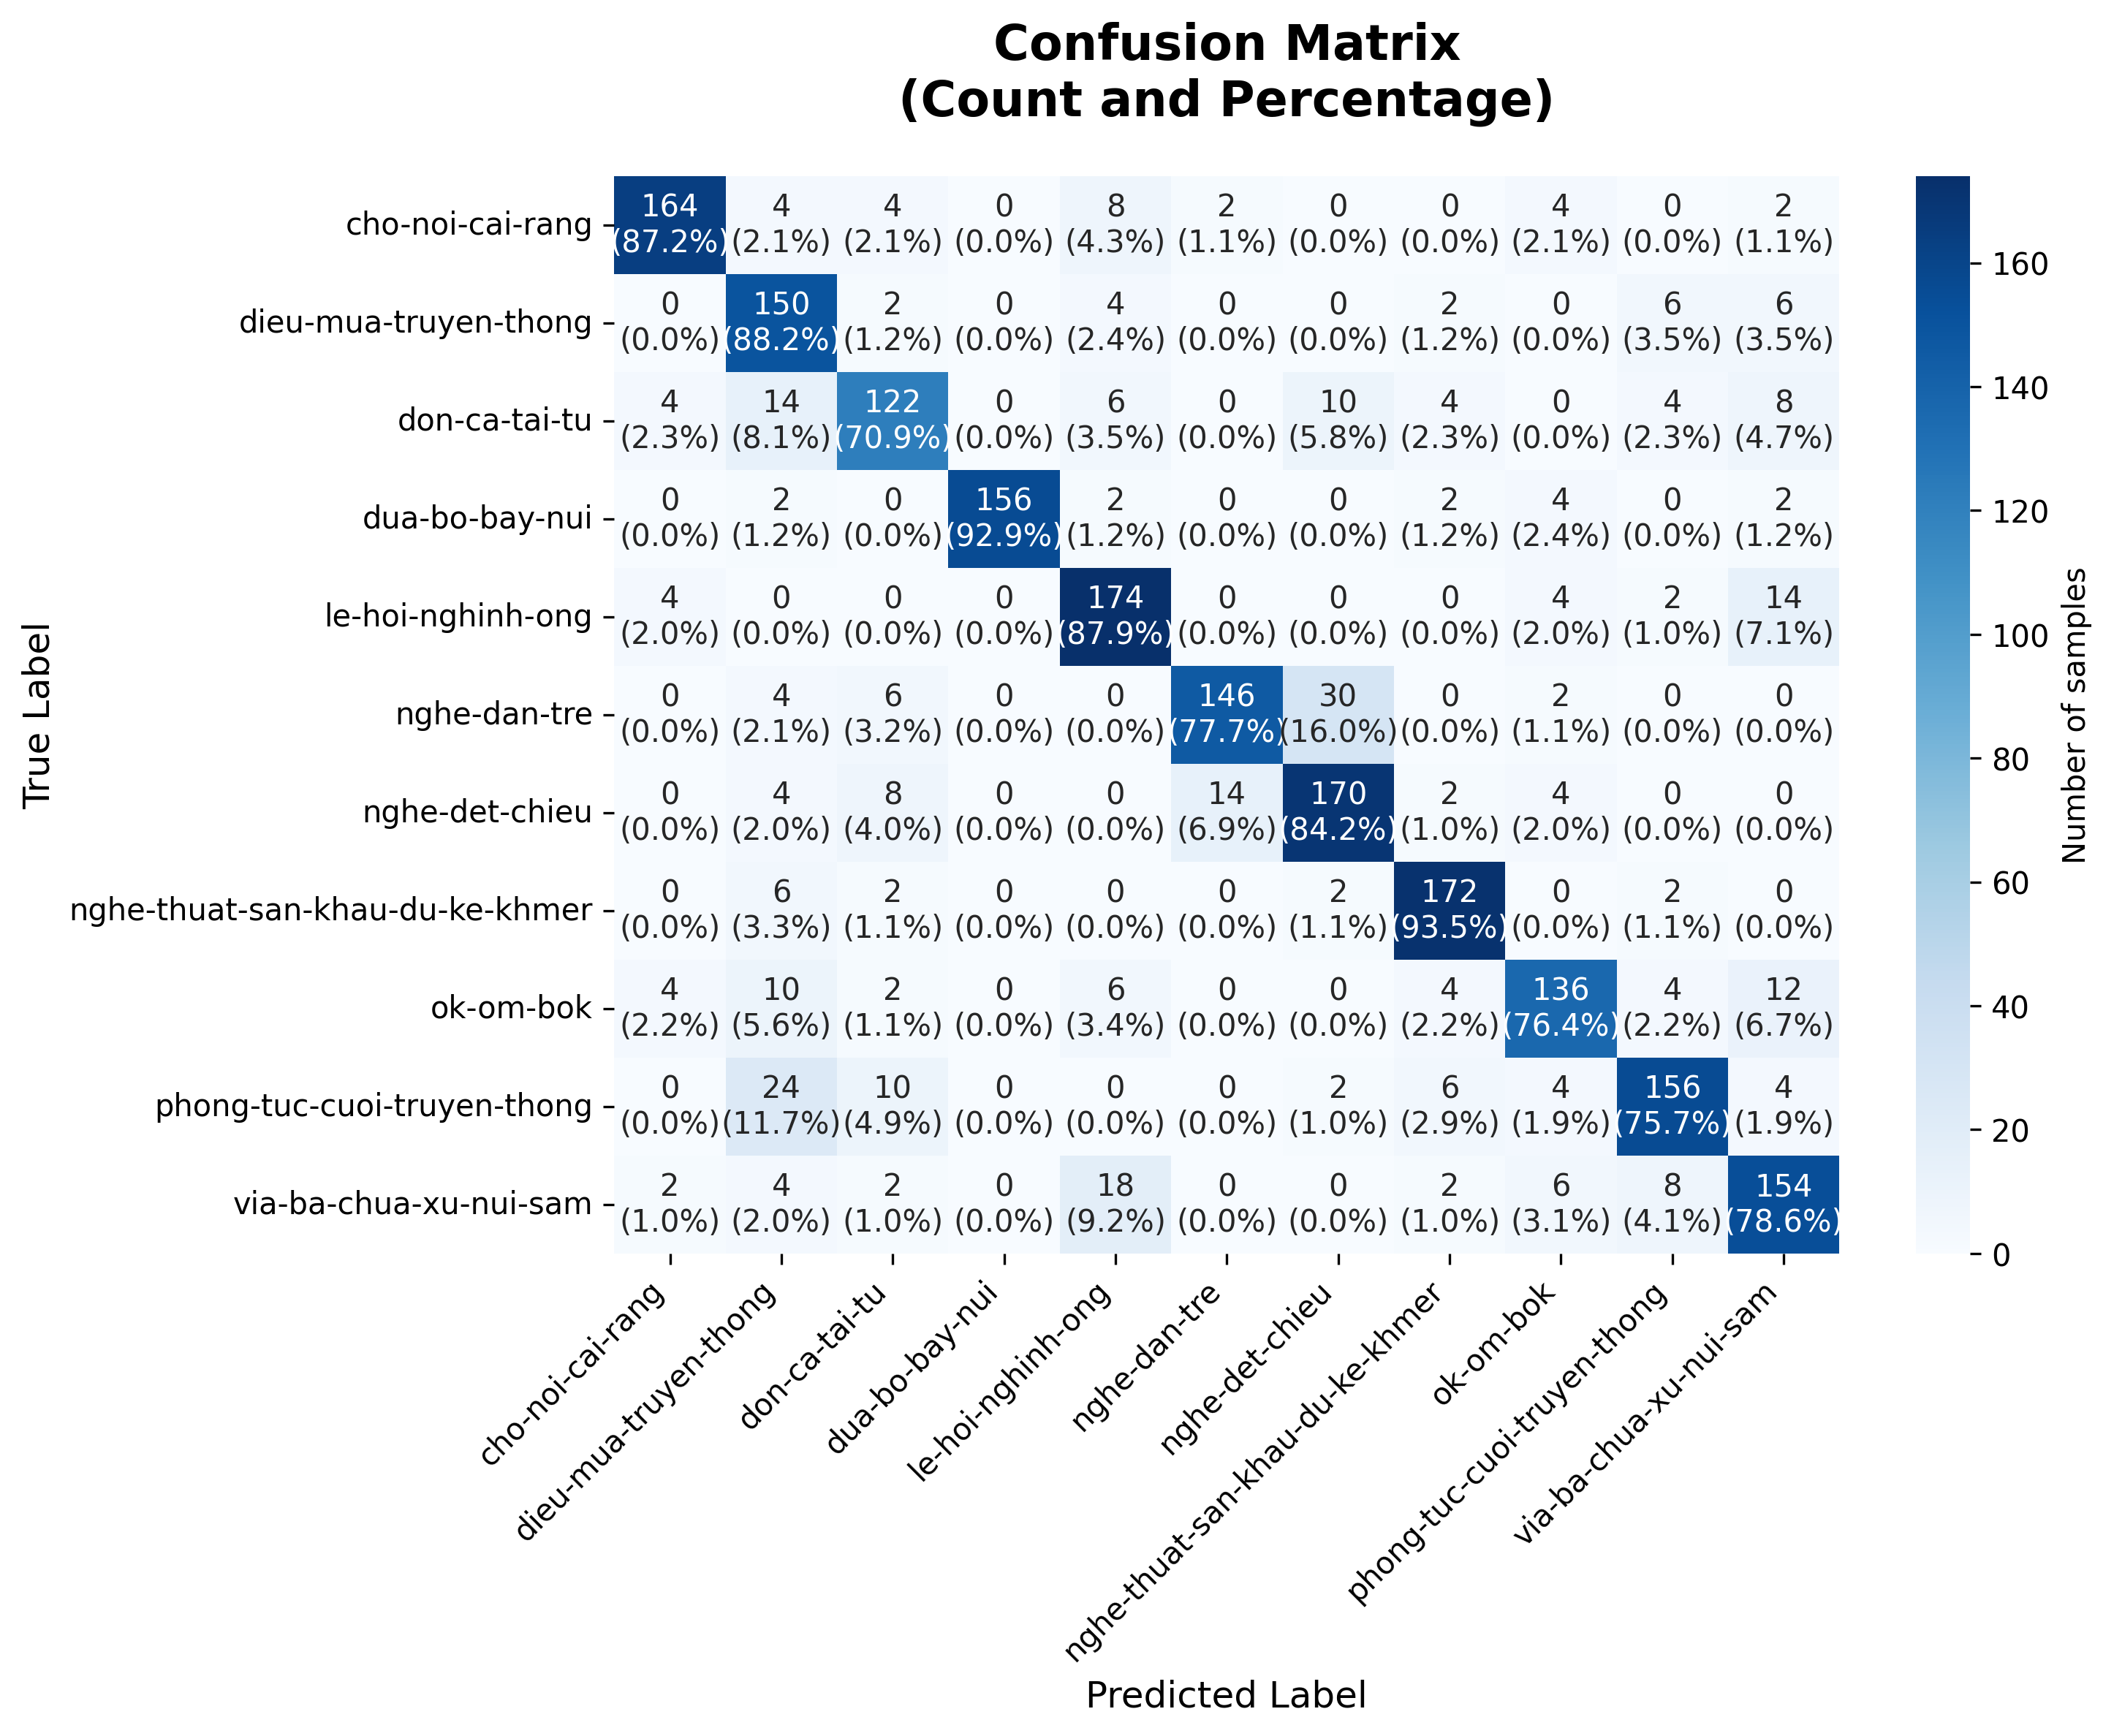 Confusion Matrix
(Count and Percentage)
True Label
cho-noi-cai-rang
164 4 4 0 8 2 0 0 4 0 2
(87.2%) (2.1%) (2.1%) (0.0%) (4.3%) (1.1%) (0.0%) (0.0%) (2.1%) (0.0%) (1.1%)
dieu-mua-truyen-thong
0 150 2 0 4 0 0 2 0 6 6
(0.0%) (88.2%) (1.2%) (0.0%) (2.4%) (0.0%) (0.0%) (1.2%) (0.0%) (3.5%) (3.5%)
don-ca-tai-tu
4 14 122 0 6 0 10 4 0 4 8
(2.3%) (8.1%) (70.9%) (0.0%) (3.5%) (0.0%) (5.8%) (2.3%) (0.0%) (2.3%) (4.7%)
dua-bo-bay-nui
0 2 0 156 2 0 0 2 4 0 2
(0.0%) (1.2%) (0.0%) (92.9%) (1.2%) (0.0%) (0.0%) (1.2%) (2.4%) (0.0%) (1.2%)
le-hoi-nghinh-ong
4 0 0 0 174 0 0 0 4 2 14
(2.0%) (0.0%) (0.0%) (0.0%) (87.9%) (0.0%) (0.0%) (0.0%) (2.0%) (1.0%) (7.1%)
nghe-dan-tre
0 4 6 0 0 146 30 0 2 0 0
(0.0%) (2.1%) (3.2%) (0.0%) (0.0%) (77.7%) (16.0%) (0.0%) (1.1%) (0.0%) (0.0%)
nghe-det-chieu
0 4 8 0 0 14 170 2 4 0 0
(0.0%) (2.0%) (4.0%) (0.0%) (0.0%) (6.9%) (84.2%) (1.0%) (2.0%) (0.0%) (0.0%)
nghe-thuat-san-khau-du-ke-khmer
0 6 2 0 0 0 2 172 0 2 0
(0.0%) (3.3%) (1.1%) (0.0%) (0.0%) (0.0%) (1.1%) (93.5%) (0.0%) (1.1%) (0.0%)
ok-om-bok
4 10 2 0 6 0 0 4 136 4 12
(2.2%) (5.6%) (1.1%) (0.0%) (3.4%) (0.0%) (0.0%) (2.2%) (76.4%) (2.2%) (6.7%)
phong-tuc-cuoi-truyen-thong
0 24 10 0 0 0 2 6 4 156 4
(0.0%) (11.7%) (4.9%) (0.0%) (0.0%) (0.0%) (1.0%) (2.9%) (1.9%) (75.7%) (1.9%)
via-ba-chua-xu-nui-sam
2 4 2 0 18 0 0 2 6 8 154
(1.0%) (2.0%) (1.0%) (0.0%) (9.2%) (0.0%) (0.0%) (1.0%) (3.1%) (4.1%) (78.6%)
cho-noi-cai-rang
dieu-mua-truyen-thong
don-ca-tai-tu
dua-bo-bay-nui
le-hoi-nghinh-ong
nghe-dan-tre
nghe-det-chieu
nghe-thuat-san-khau-du-ke-khmer
ok-om-bok
phong-tuc-cuoi-truyen-thong
via-ba-chua-xu-nui-sam
Predicted Label
160
140
120
100
80
60
40
20
0
Number of samples